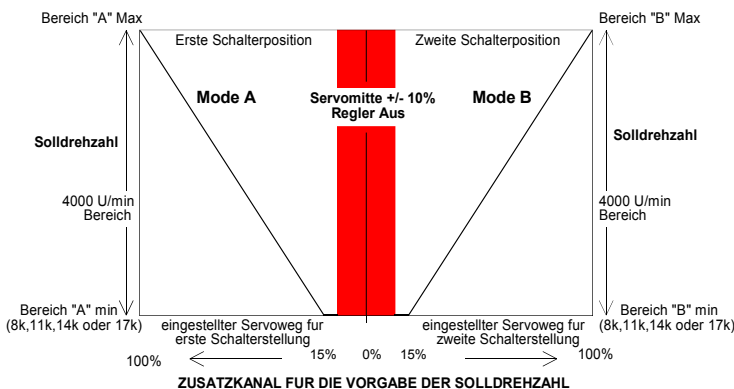 Bereich "A" Max
Bereich "B" Max
Erste Schalterposition
Zweite Schalterposition
Mode A
Servomitte +/- 10%
Regler Aus
Mode B
Solldrehzahl
Solldrehzahl
4000 U/min
Bereich
4000 U/min
Bereich
Bereich "A" min
(8k,11k,14k oder 17k)
Bereich "B" min
(8k,11k,14k oder 17k)
eingestellter Servoweg fur
erste Schalterstellung
eingestellter Servoweg fur
zweite Schalterstellung
100% 15% 0% 15% 100%
ZUSATZKANAL FUR DIE VORGABE DER SOLLDREHZAHL